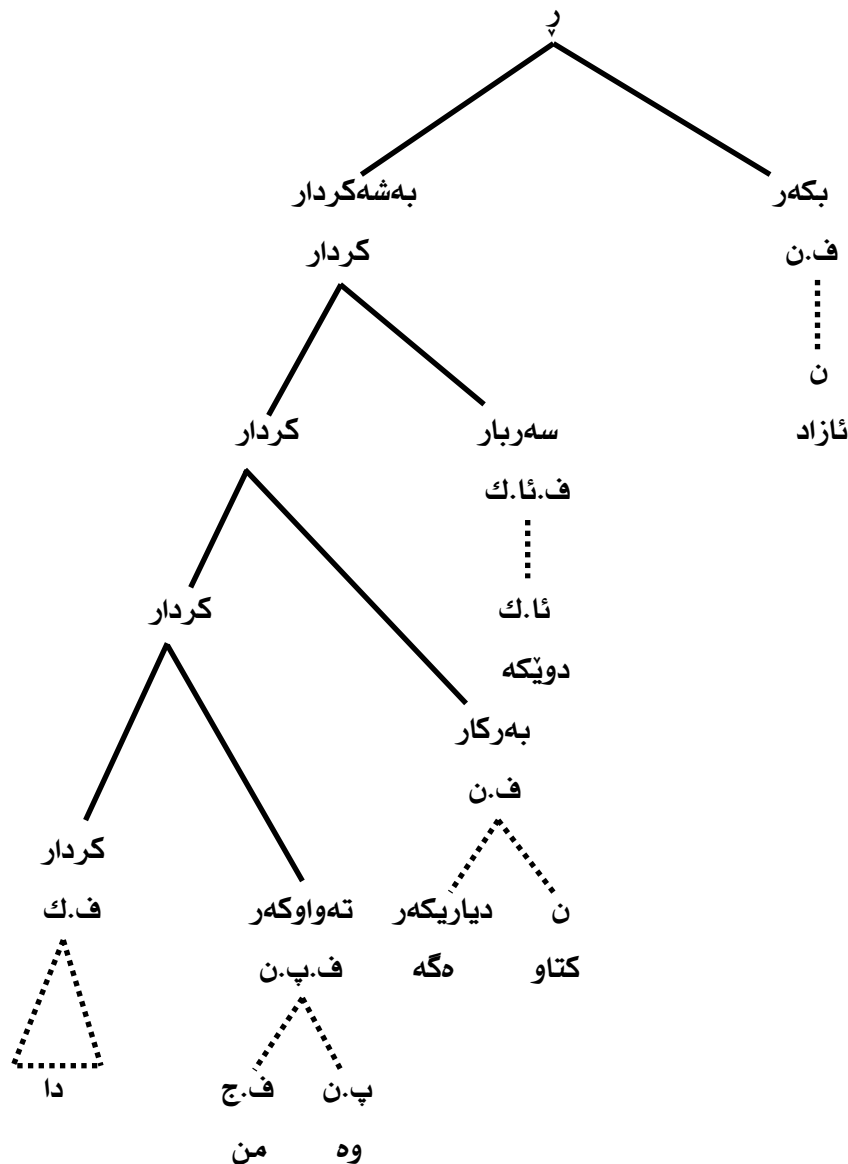 ڕ
بکەر بەشەکردار
ف.ن کردار
ن
ئازاد سەربار کردار
ف.ئا.ك
ئا.ك کردار
دوێکە
بەرکار
ف.ن
کردار
ن دیاریکەر تەواوکەر ف.ك
کتاو ەگە ف.پ.ن
پ.ن ف.ج دا
وە من